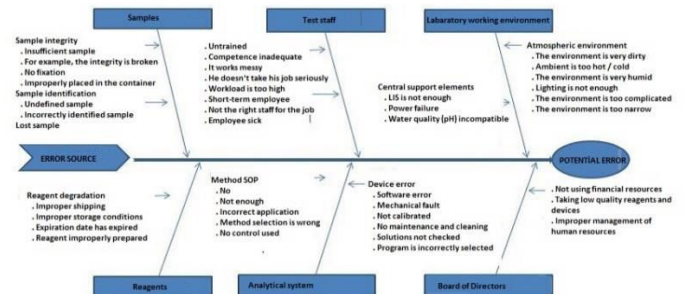 Samples
Test staff
Labaratory working environment
Sample integrity
. Insufficient sample
. For example, the integrity is broken
. No fixation
. Improperly placed in the container
Sample identification
. Undefined sample
. Incorrectly identified sample
Lost sample
. Untrained
. Competence inadequate
. It works messy
. He doesn't take his job seriously
. Workload is too high
. Short-term employee
. Not the right staff for the job
. Employee sick
Central support elements
. LIS is not enough
. Power failure
. Water quality (pH) incompatible
Atmospheric environment
. The environment is very dirty
. Ambient is too hot / cold
. The environment is very humid
. Lighting is not enough
. The environment is too complicated
. The environment is too narrow
ERROR SOURCE
POTENTİAL ERROR
Reagent degradation
. Improper shipping
. Improper storage conditions
. Expiration date has expired
. Reagent improperly prepared
Method SOP
. No
. Not enough
. Incorrect application
. Method selection is wrong
. No control used
Device error
. Software error
. Mechanical fault
. Not calibrated
. No maintenance and cleaning
. Solutions not checked
. Program is incorrectly selected
. Not using financial resources
. Taking low quality reagents and
devices
. Improper management of
human resources
Reagents
Analytical system
Board of Directors